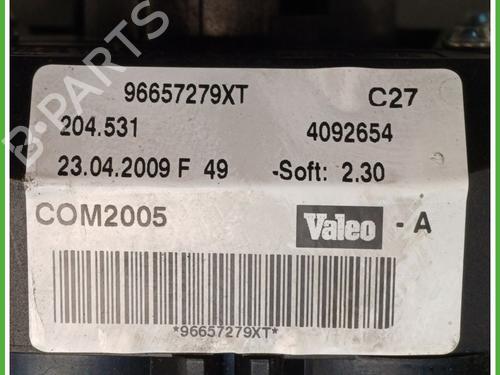 96657279XT C27
204.531 4092654
23.04.2009 F 49 -Soft: 2.30
COM2005 Valeo - A
*96657279XT*
B-PARTS